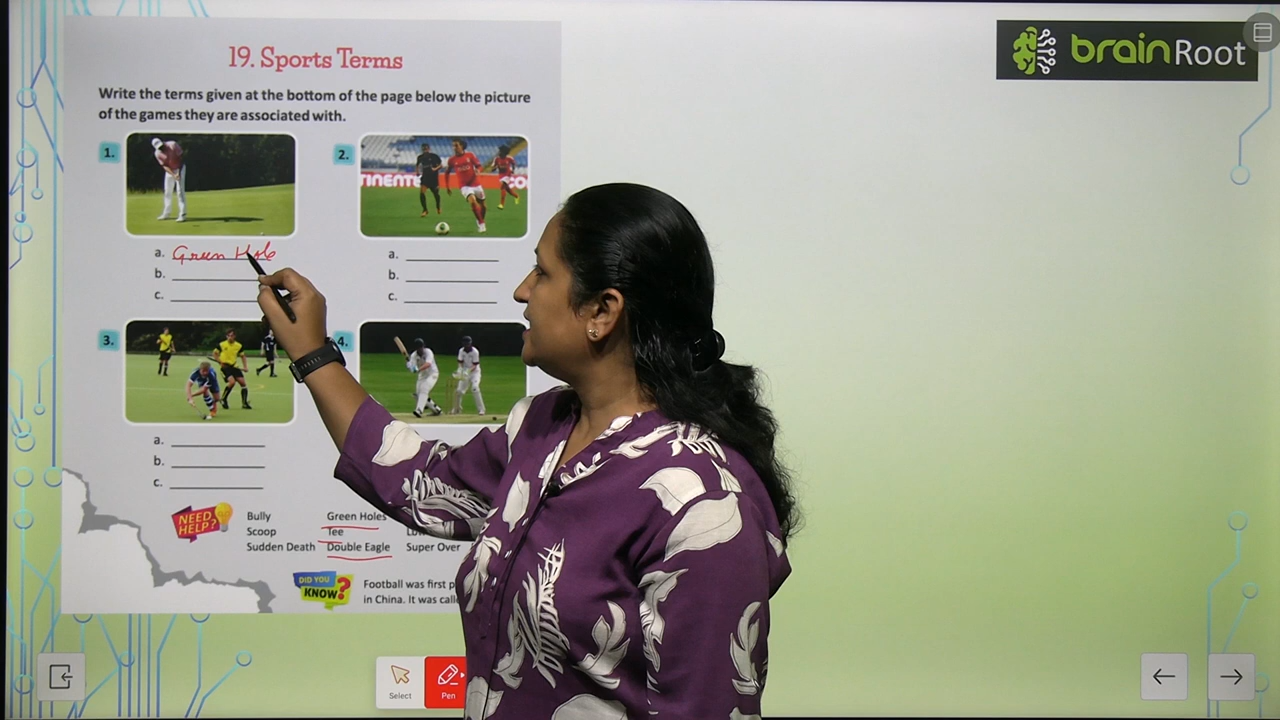 brainRoot
19. Sports Terms
Write the terms given at the bottom of the page below the picture
of the games they are associated with.
1.
2.
TINENTE
CO
a. Green Hole
b.
c.
a.
b.
c.
3.
4.
a.
b.
c.
NEED HELP?
Bully Green Holes
Scoop Tee
Sudden Death Double Eagle Super Over
DID YOU KNOW?
Football was first p
in China. It was call
Select
Pen